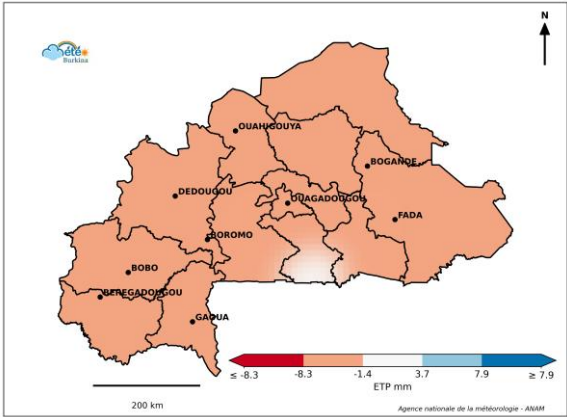 N
météo
Burkina
OUAHIGOUYA
BOGANDE
DEDOUGOU
OUAGADOUGOU
FADA
BOROMO
BOBO
BEREGADOUGOU
GAOUA
≤ -8.3 -8.3 -1.4 3.7 7.9 ≥ 7.9
ETP mm
200 km
Agence nationale de la météorologie - ANAM